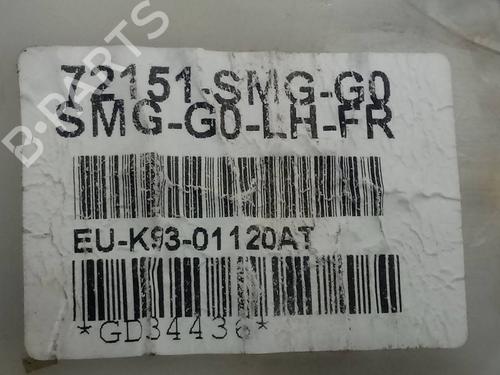 72151-SMG-G0
SMG-G0-LH-FR
EU-K93-01120AT
*GD34436*
B-PARTS